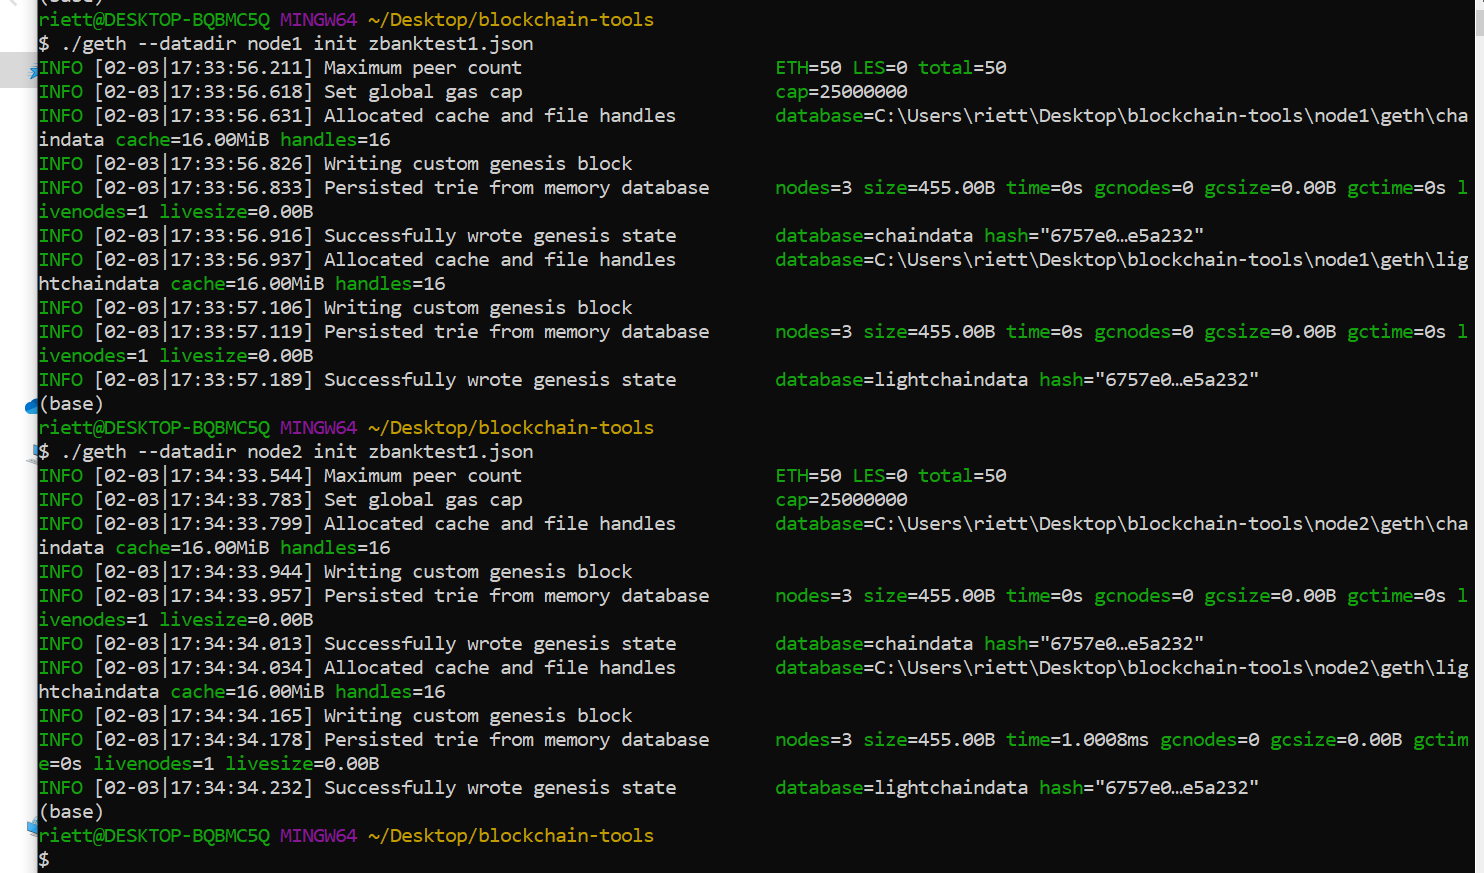 (base)
riett@DESKTOP-BQBMC5Q MINGW64 ~/Desktop/blockchain-tools
$ ./geth --datadir node1 init zbanktest1.json
INFO [02-03|17:33:56.211] Maximum peer count                       ETH=50 LES=0 total=50
INFO [02-03|17:33:56.618] Set global gas cap                       cap=25000000
INFO [02-03|17:33:56.631] Allocated cache and file handles         database=C:\Users\riett\Desktop\blockchain-tools\node1\geth\cha
indata cache=16.00MiB handles=16
INFO [02-03|17:33:56.826] Writing custom genesis block
INFO [02-03|17:33:56.833] Persisted trie from memory database      nodes=3 size=455.00B time=0s gcnodes=0 gcsize=0.00B gctime=0s l
ivenodes=1 livesize=0.00B
INFO [02-03|17:33:56.916] Successfully wrote genesis state         database=chaindata hash="6757e0…e5a232"
INFO [02-03|17:33:56.937] Allocated cache and file handles         database=C:\Users\riett\Desktop\blockchain-tools\node1\geth\lig
htchaindata cache=16.00MiB handles=16
INFO [02-03|17:33:57.106] Writing custom genesis block
INFO [02-03|17:33:57.119] Persisted trie from memory database      nodes=3 size=455.00B time=0s gcnodes=0 gcsize=0.00B gctime=0s l
ivenodes=1 livesize=0.00B
INFO [02-03|17:33:57.189] Successfully wrote genesis state         database=lightchaindata hash="6757e0…e5a232"
(base)
riett@DESKTOP-BQBMC5Q MINGW64 ~/Desktop/blockchain-tools
$ ./geth --datadir node2 init zbanktest1.json
INFO [02-03|17:34:33.544] Maximum peer count                       ETH=50 LES=0 total=50
INFO [02-03|17:34:33.783] Set global gas cap                       cap=25000000
INFO [02-03|17:34:33.799] Allocated cache and file handles         database=C:\Users\riett\Desktop\blockchain-tools\node2\geth\cha
indata cache=16.00MiB handles=16
INFO [02-03|17:34:33.944] Writing custom genesis block
INFO [02-03|17:34:33.957] Persisted trie from memory database      nodes=3 size=455.00B time=0s gcnodes=0 gcsize=0.00B gctime=0s l
ivenodes=1 livesize=0.00B
INFO [02-03|17:34:34.013] Successfully wrote genesis state         database=chaindata hash="6757e0…e5a232"
INFO [02-03|17:34:34.034] Allocated cache and file handles         database=C:\Users\riett\Desktop\blockchain-tools\node2\geth\lig
htchaindata cache=16.00MiB handles=16
INFO [02-03|17:34:34.165] Writing custom genesis block
INFO [02-03|17:34:34.178] Persisted trie from memory database      nodes=3 size=455.00B time=1.0008ms gcnodes=0 gcsize=0.00B gctim
e=0s livenodes=1 livesize=0.00B
INFO [02-03|17:34:34.232] Successfully wrote genesis state         database=lightchaindata hash="6757e0…e5a232"
(base)
riett@DESKTOP-BQBMC5Q MINGW64 ~/Desktop/blockchain-tools
$